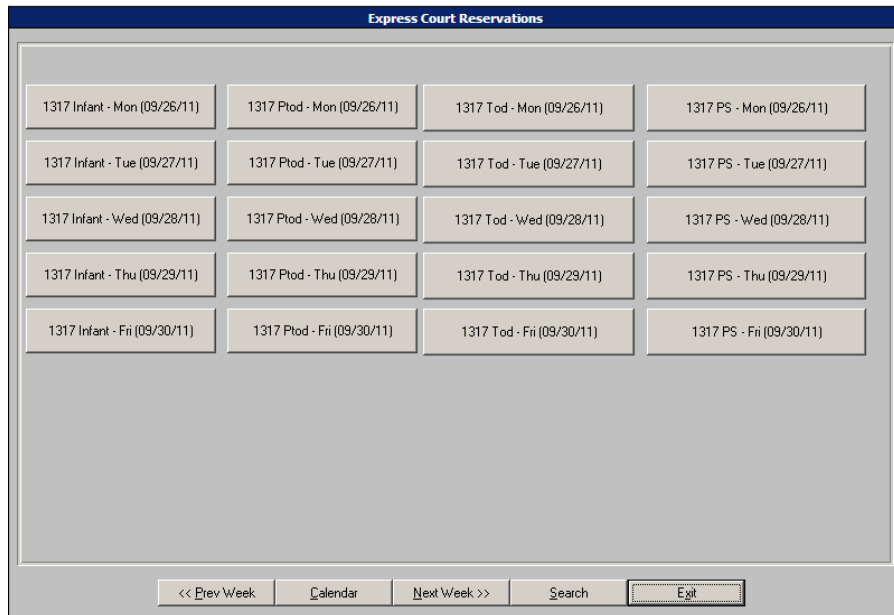 Express Court Reservations
1317 Infant - Mon (09/26/11) 1317 Ptod - Mon (09/26/11) 1317 Tod - Mon (09/26/11) 1317 PS - Mon (09/26/11)
1317 Infant - Tue (09/27/11) 1317 Ptod - Tue (09/27/11) 1317 Tod - Tue (09/27/11) 1317 PS - Tue (09/27/11)
1317 Infant - Wed (09/28/11) 1317 Ptod - Wed (09/28/11) 1317 Tod - Wed (09/28/11) 1317 PS - Wed (09/28/11)
1317 Infant - Thu (09/29/11) 1317 Ptod - Thu (09/29/11) 1317 Tod - Thu (09/29/11) 1317 PS - Thu (09/29/11)
1317 Infant - Fri (09/30/11) 1317 Ptod - Fri (09/30/11) 1317 Tod - Fri (09/30/11) 1317 PS - Fri (09/30/11)
<< Prev Week Calendar Next Week >> Search Exit